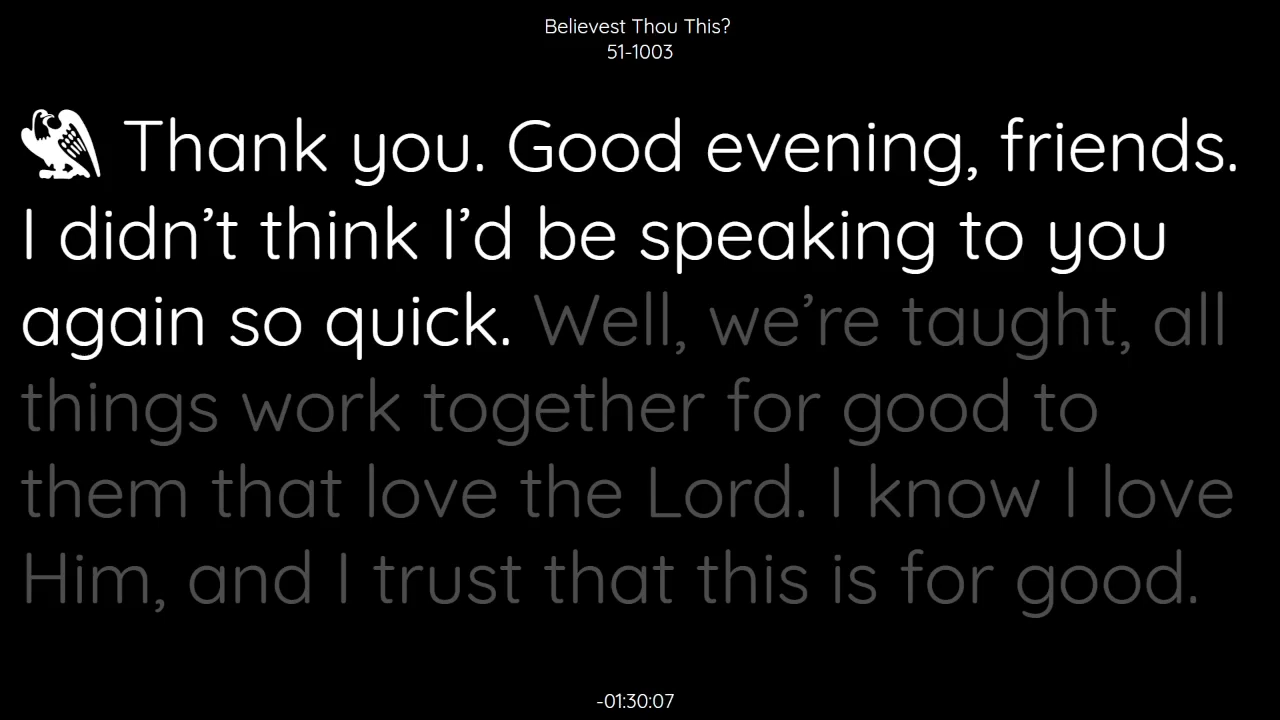 Believest Thou This?
51-1003
Thank you. Good evening, friends.
I didn’t think I’d be speaking to you
again so quick. Well, we’re taught, all
things work together for good to
them that love the Lord. I know I love
Him, and I trust that this is for good.
-01:30:07